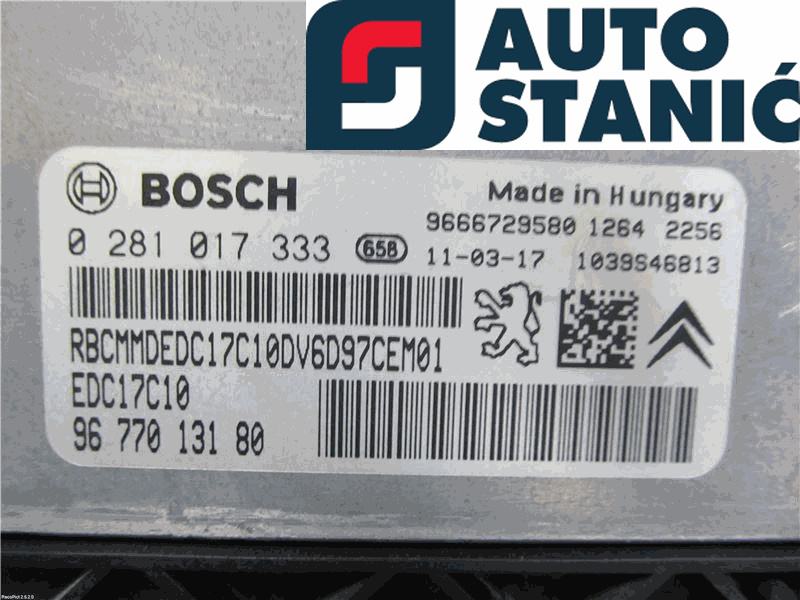 AUTO
STANIĆ
BOSCH
Made in Hungary
9666729580 1264 2256
0 281 017 333 65B
11-03-17 1039S46813
RBCMMDEDC17C10DV6D97CEM01
EDC17C10
96 770 131 80